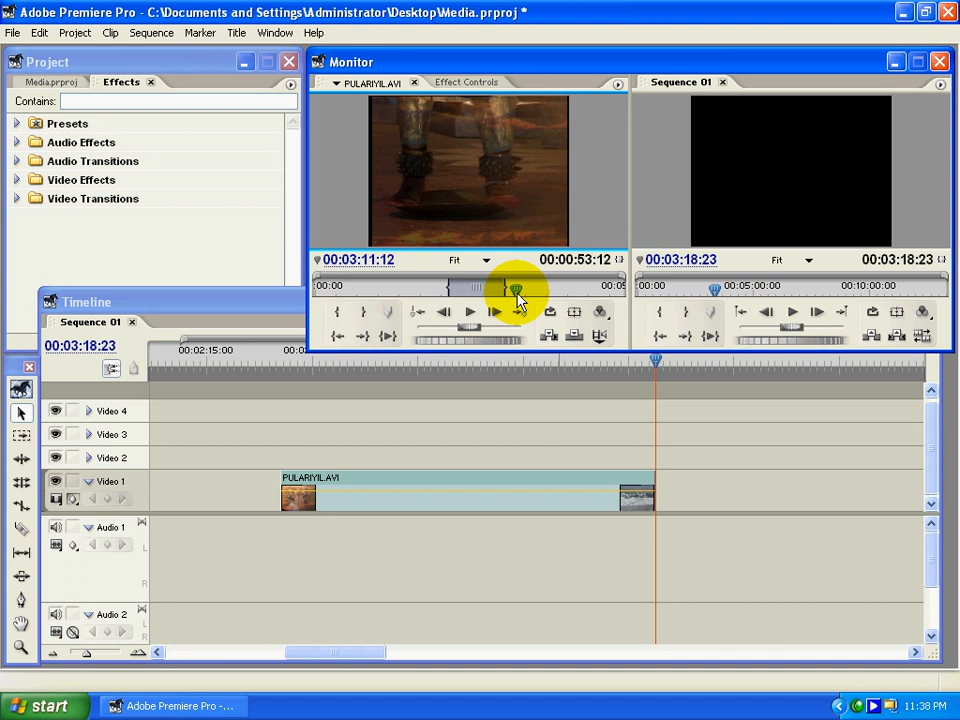 Adobe Premiere Pro - C:\Documents and Settings\Administrator\Desktop\Media.prproj *
File Edit Project Clip Sequence Marker Title Window Help
Project
Media.prproj Effects
Contains:
Presets
Audio Effects
Audio Transitions
Video Effects
Video Transitions
Monitor
PULARIYIL.AVI Effect Controls
Sequence 01
00:03:11:12 Fit 00:00:53:12
00:03:18:23 Fit 00:03:18:23
:00:00 00:05
:00:00 00:05:00:00 00:10:00:00
Timeline
Sequence 01
00:03:18:23
00:02:15:00
Video 4
Video 3
Video 2
Video 1
PULARIYIL.AVI
Audio 1
L
R
Audio 2
L
R
start
Adobe Premiere Pro -...
11:38 PM